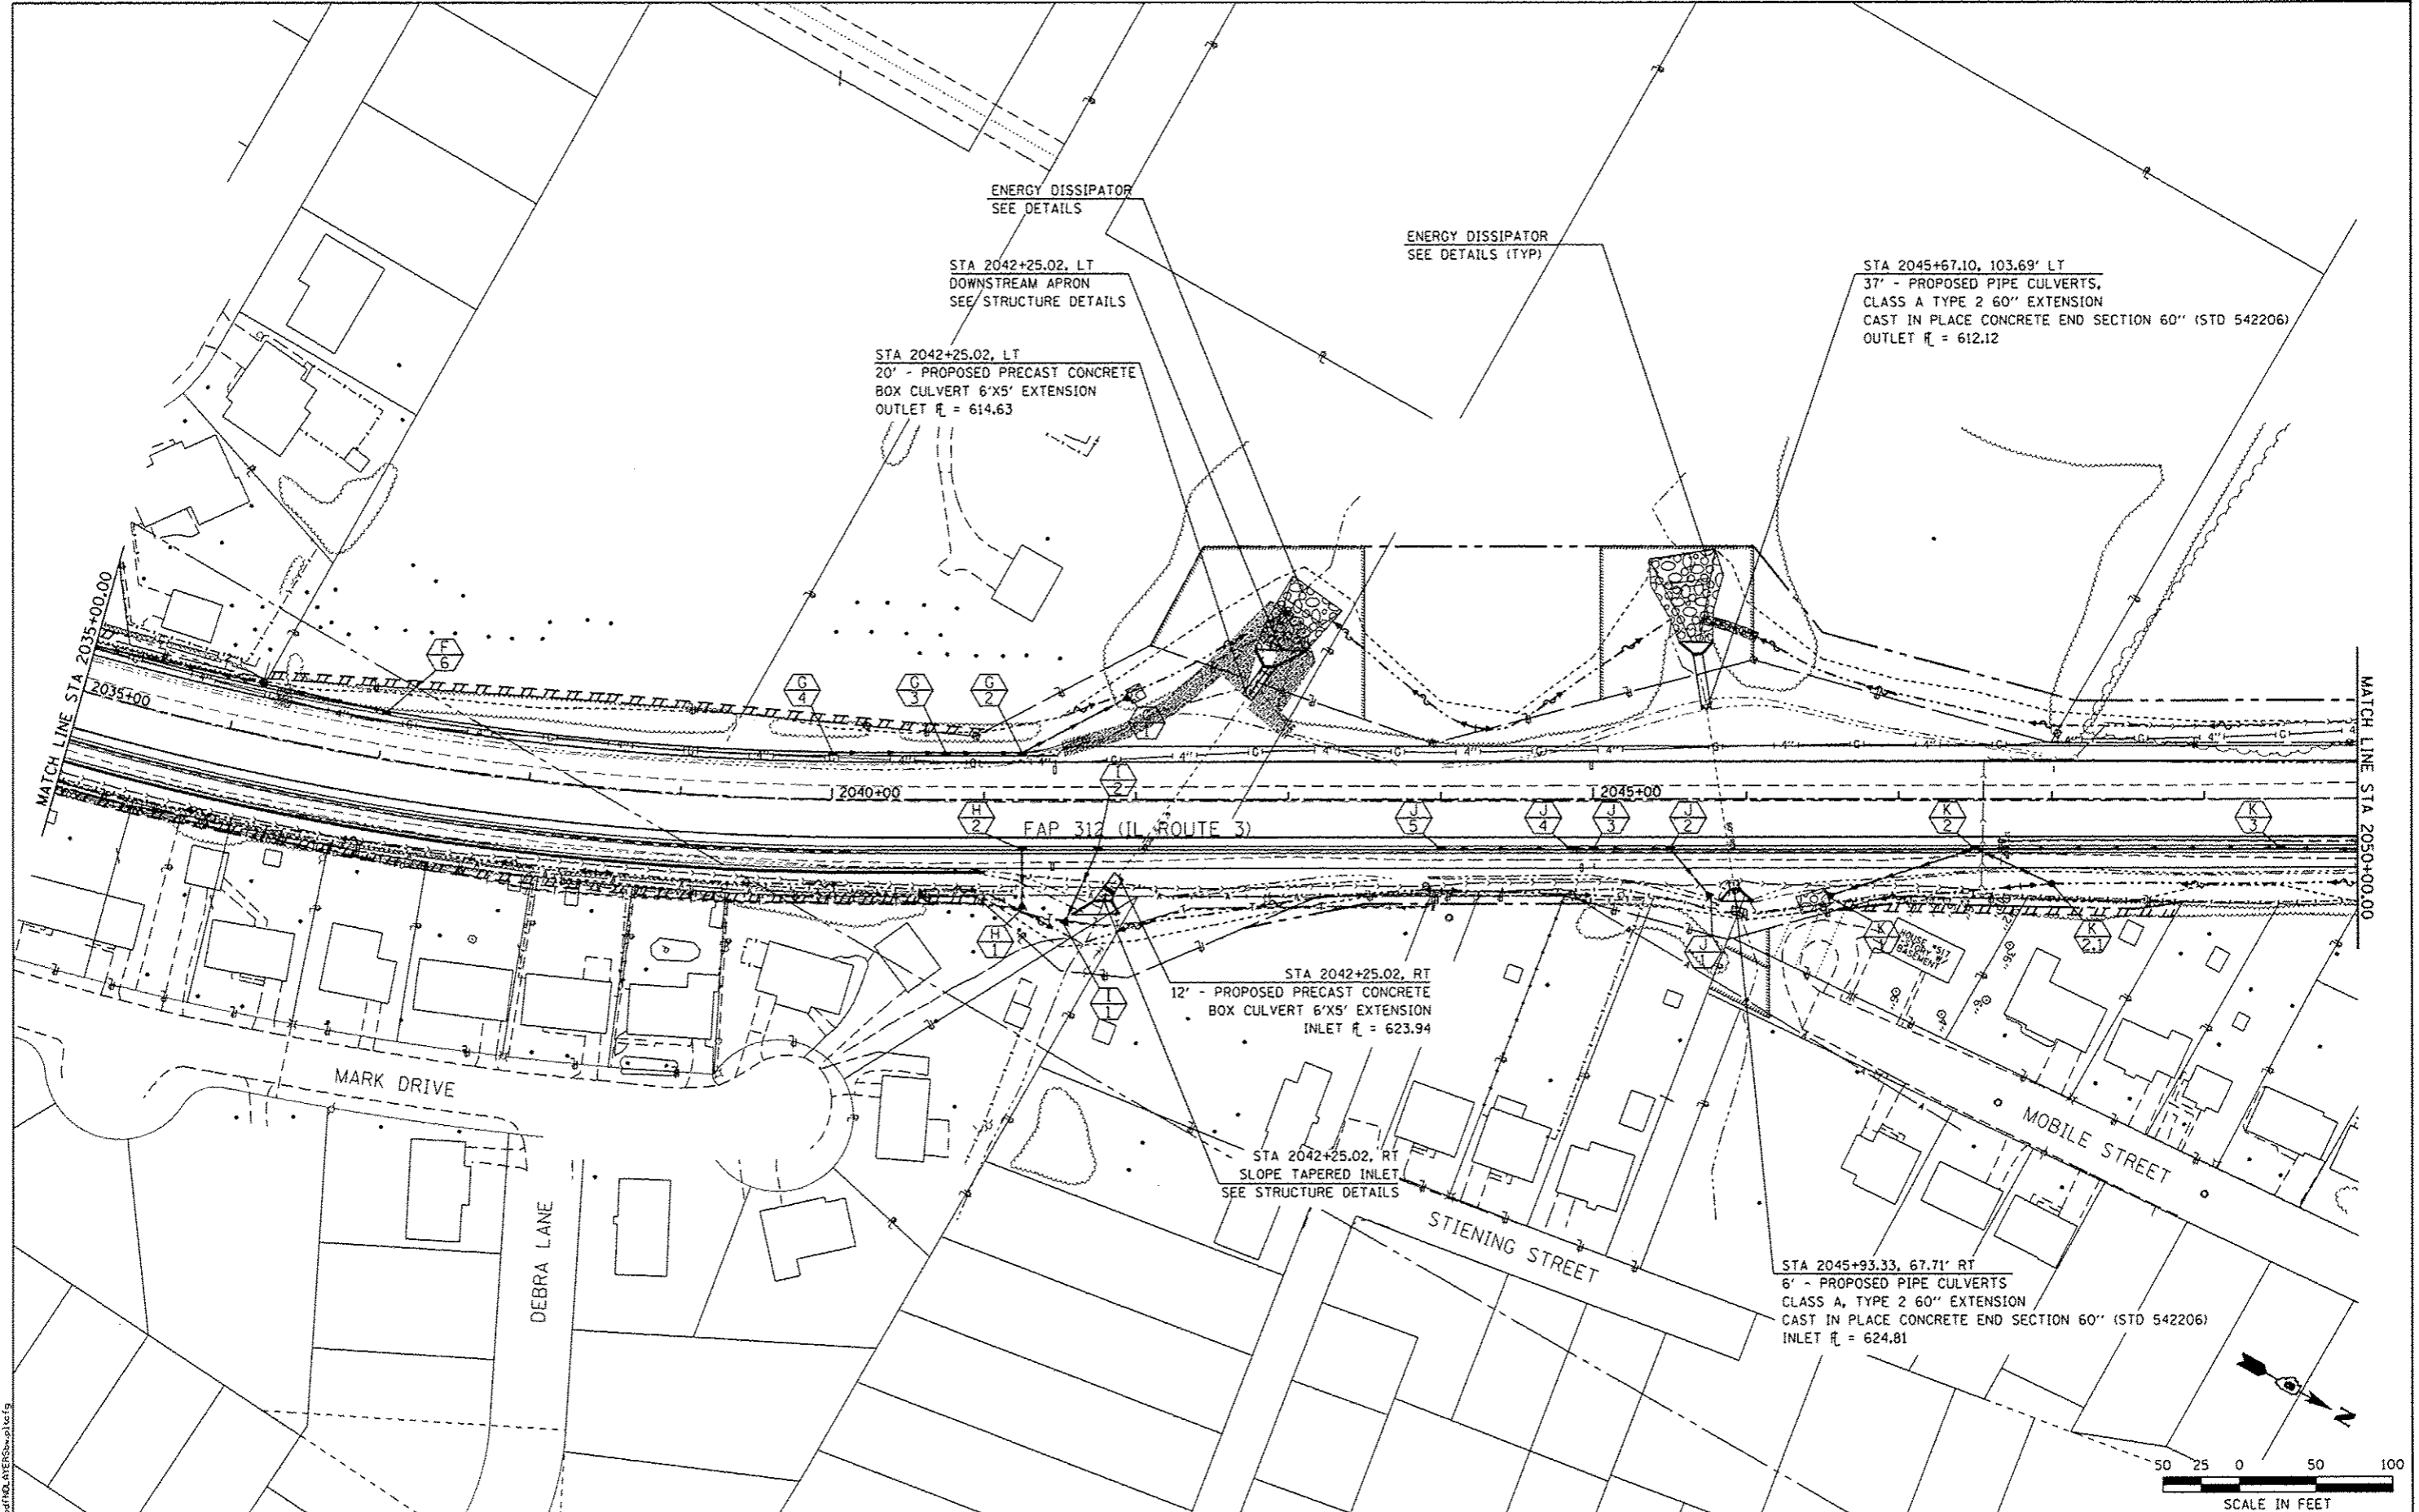 ENERGY DISSIPATOR
SEE DETAILS
STA 2042+25.02, LT
DOWNSTREAM APRON
SEE STRUCTURE DETAILS
STA 2042+25.02, LT
20' - PROPOSED PRECAST CONCRETE
BOX CULVERT 6'X5' EXTENSION
OUTLET FL = 614.63
ENERGY DISSIPATOR
SEE DETAILS (TYP)
STA 2045+67.10, 103.69' LT
37' - PROPOSED PIPE CULVERTS,
CLASS A TYPE 2 60'' EXTENSION
CAST IN PLACE CONCRETE END SECTION 60'' (STD 542206)
OUTLET FL = 612.12
MATCH LINE STA 2035+00.00
2035+00
F
6
G
4
G
3
G
2
I
2
2040+00
2045+00
H
2
FAP 312 (IL ROUTE 3)
J
5
J
4
J
3
J
2
K
2
K
3
MATCH LINE STA 2050+00.00
H
1
I
1
J
1
K
1
K
2.1
HOUSE #517
1 STORY W/
BASEMENT
STA 2042+25.02, RT
12' - PROPOSED PRECAST CONCRETE
BOX CULVERT 6'X5' EXTENSION
INLET FL = 623.94
STA 2042+25.02, RT
SLOPE TAPERED INLET
SEE STRUCTURE DETAILS
MARK DRIVE
DEBRA LANE
STIENING STREET
MOBILE STREET
STA 2045+93.33, 67.71' RT
6' - PROPOSED PIPE CULVERTS
CLASS A, TYPE 2 60'' EXTENSION
CAST IN PLACE CONCRETE END SECTION 60'' (STD 542206)
INLET FL = 624.81
N
50 25 0 50 100
SCALE IN FEET